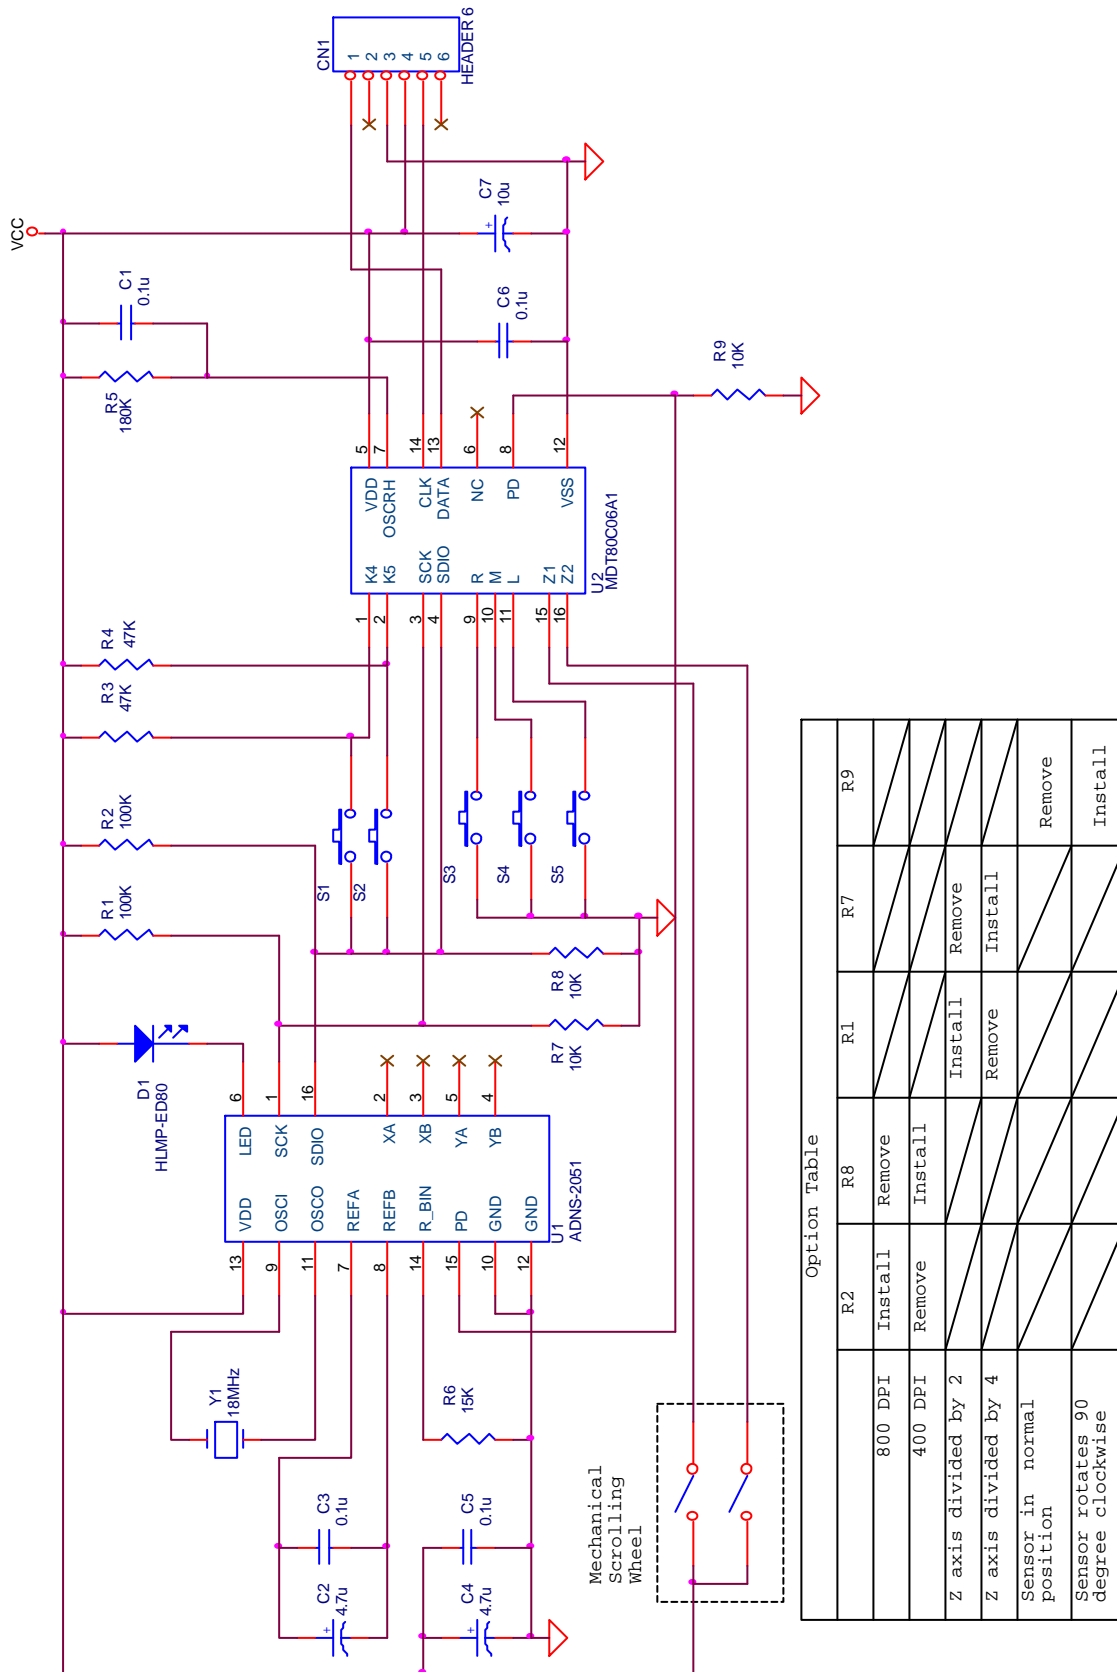 VCC
CN1
1
2
3
4
5
6
HEADER 6
C7
10u
C1
0.1u
C6
0.1u
R5
180K
R9
10K
5
7
14
13
6
8
12
VDD
OSCRH
CLK
DATA
NC
PD
VSS
K4
K5
SCK
SDIO
R
M
L
Z1
Z2
U2
MDT80C06A1
1
2
3
4
9
10
11
15
16
R4
47K
R3
47K
R2
100K
R1
100K
S1
S2
S3
S4
S5
R8
10K
R7
10K
D1
HLMP-ED80
6
1
16
2
3
5
4
LED
SCK
SDIO
XA
XB
YA
YB
VDD
OSCI
OSCO
REFA
REFB
R_BIN
PD
GND
GND
U1
ADNS-2051
13
9
11
7
8
14
15
10
12
Y1
18MHz
R6
15K
C3
0.1u
C5
0.1u
C2
4.7u
C4
4.7u
+
+
+
Mechanical
Scrolling
Wheel
Option Table
R2 R8 R1 R7 R9
800 DPI Install Remove
400 DPI Remove Install
Z axis divided by 2 Install Remove
Z axis divided by 4 Remove Install
Sensor in normal
position Remove
Sensor rotates 90
degree clockwise Install